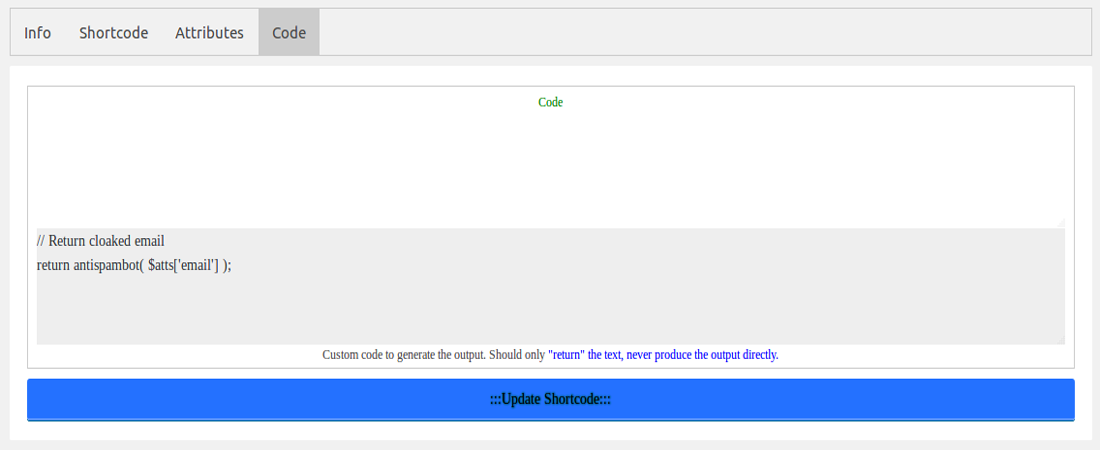 Info Shortcode Attributes Code
Code
// Return cloaked email
return antispambot( $atts['email'] );
Custom code to generate the output. Should only "return" the text, never produce the output directly.
:::Update Shortcode:::